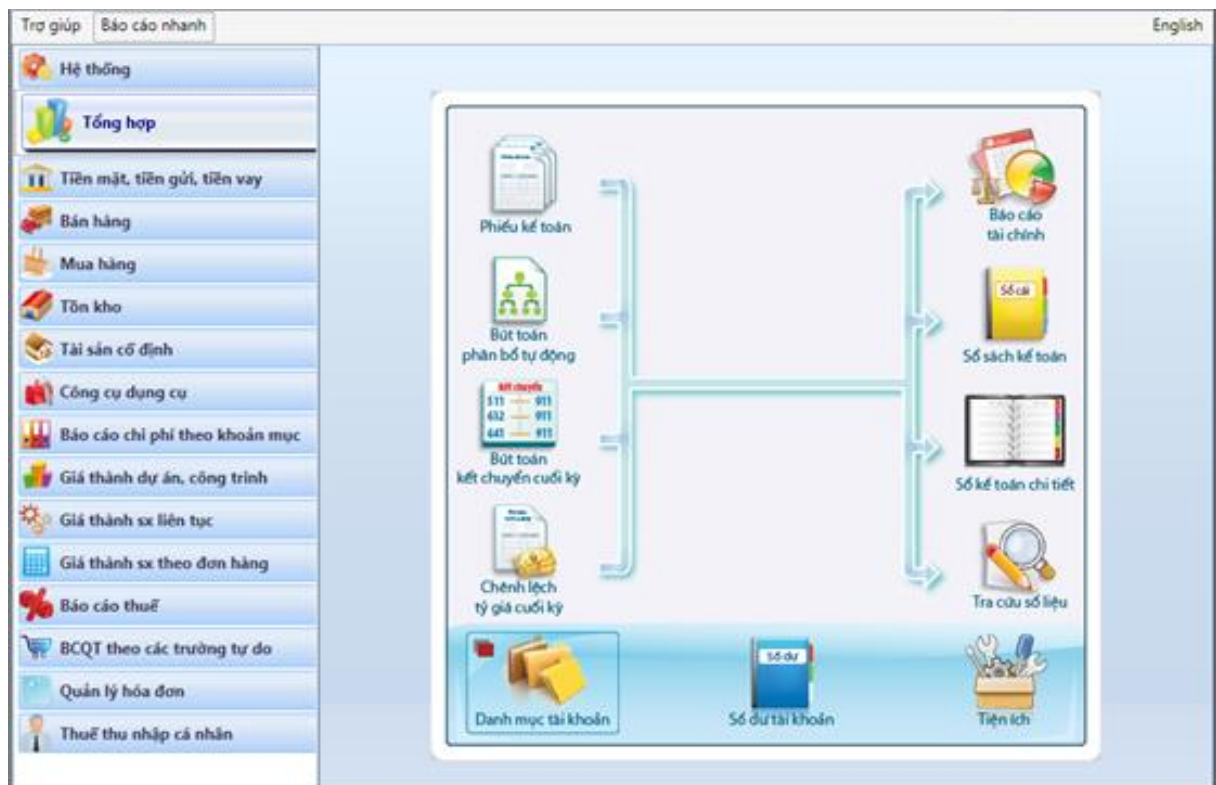 Trợ giúp Báo cáo nhanh English
Hệ thống
Tổng hợp
Tiền mặt, tiền gửi, tiền vay
Bán hàng
Mua hàng
Tồn kho
Tài sản cố định
Công cụ dụng cụ
Báo cáo chi phí theo khoản mục
Giá thành dự án, công trình
Giá thành sx liên tục
Giá thành sx theo đơn hàng
Báo cáo thuế
BCQT theo các trường tự do
Quản lý hóa đơn
Thuế thu nhập cá nhân
Phiếu kế toán
Bút toán
phân bổ tự động
Kết chuyển
511 911
632 911
641 911
Bút toán
kết chuyển cuối kỳ
Chênh lệch
tỷ giá cuối kỳ
Báo cáo
tài chính
Sổ cái
Sổ sách kế toán
Sổ kế toán chi tiết
Tra cứu số liệu
Danh mục tài khoản
Số dư
Số dư tài khoản
Tiện ích